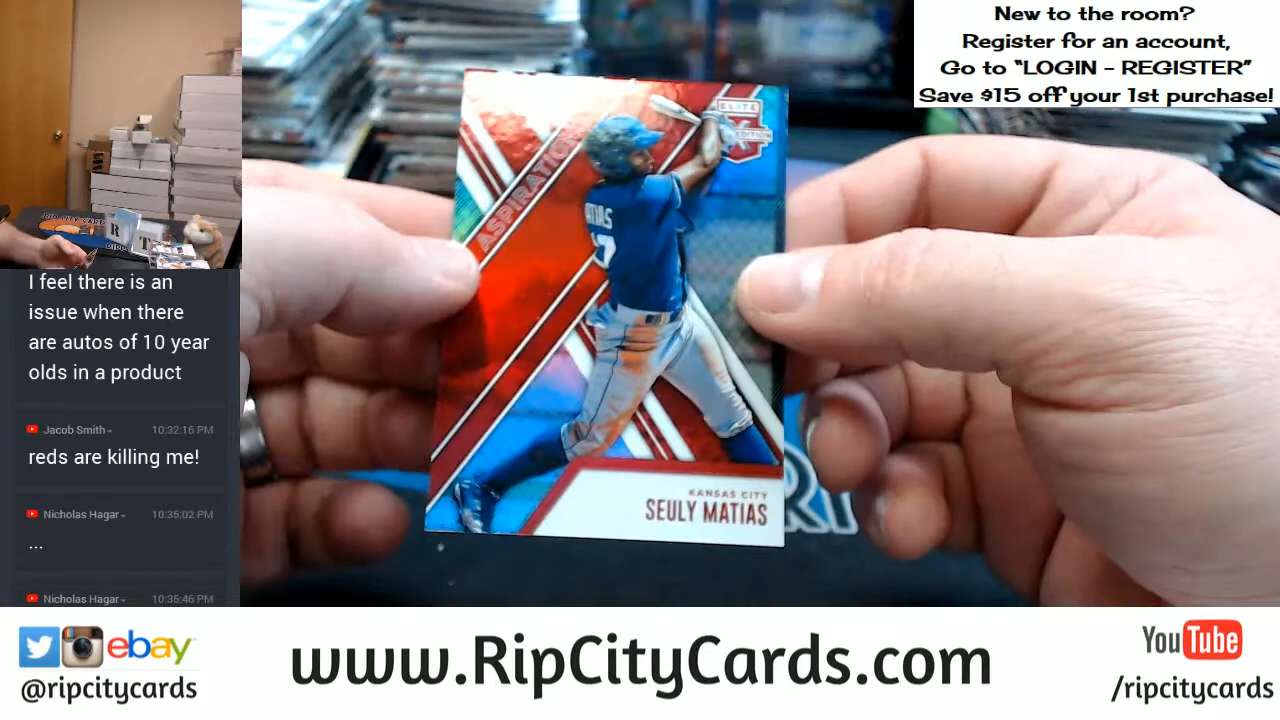 New to the room?
Register for an account,
Go to “LOGIN - REGISTER”
Save $15 off your 1st purchase!
ELITE
EDITION
ASPIRATIONS
KANSAS CITY
SEULY MATIAS
R
T
I feel there is an
issue when there
are autos of 10 year
olds in a product
Jacob Smith
10:32:16 PM
reds are killing me!
Nicholas Hagar
10:35:02 PM
...
Nicholas Hagar
10:35:46 PM
ebay
@ripcitycards
www.RipCityCards.com
YouTube
/ripcitycards